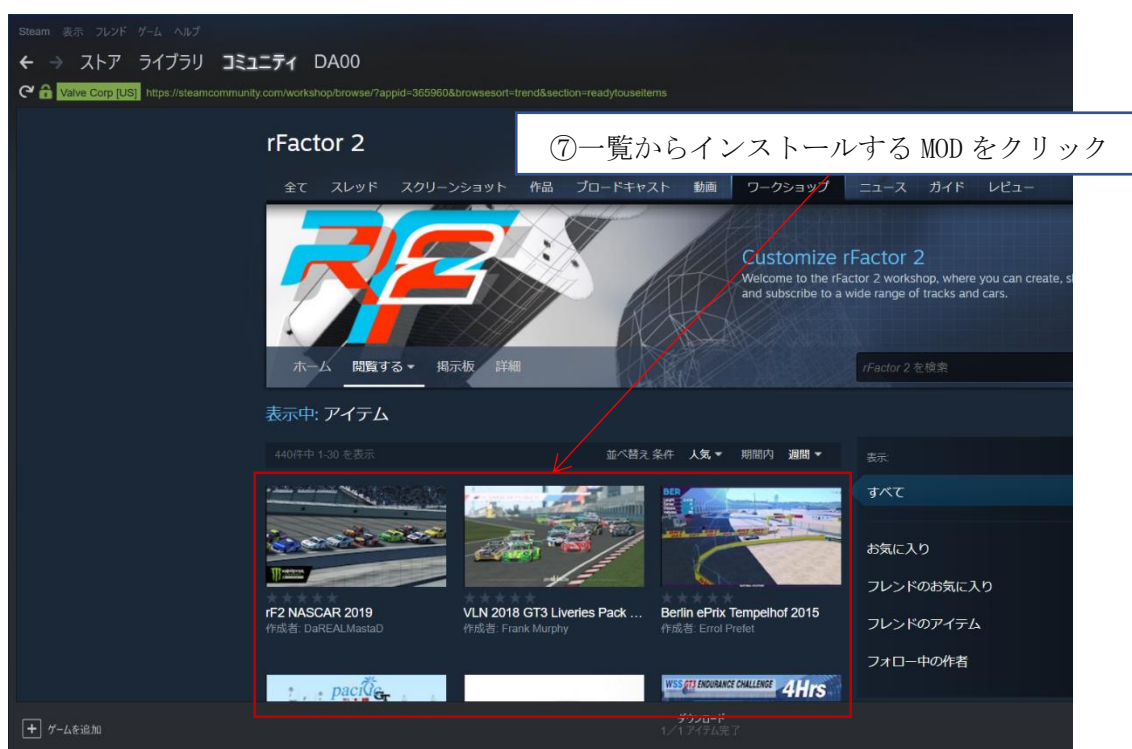 Steam 表示 フレンド ゲーム ヘルプ
← → ストア ライブラリ コミュニティ DA00
Valve Corp [US] https://steamcommunity.com/workshop/browse/?appid=365960&browsesort=trend&section=readytouseitems
rFactor 2
⑦一覧からインストールする MOD をクリック
全て スレッド スクリーンショット 作品 ブロードキャスト 動画 ワークショップ ニュース ガイド レビュー
Customize rFactor 2
Welcome to the rFactor 2 workshop, where you can create,
and subscribe to a wide range of tracks and cars.
ホーム 閲覧する 掲示板 詳細
rFactor 2 を検索
表示中: アイテム
440件中 1-30 を表示 並べ替え条件 人気 期間内 週間
表示:
すべて
お気に入り
フレンドのお気に入り
フレンドのアイテム
フォロー中の作者
BER
rF2 NASCAR 2019
作成者: DaREALMastaD
VLN 2018 GT3 Liveries Pack ...
作成者: Frank Murphy
Berlin ePrix Tempelhof 2015
作成者: Errol Prefet
pacific GT
WSS GT3 ENDURANCE CHALLENGE 4Hrs
+ ゲームを追加
ダウンロード
1／1 アイテム完了